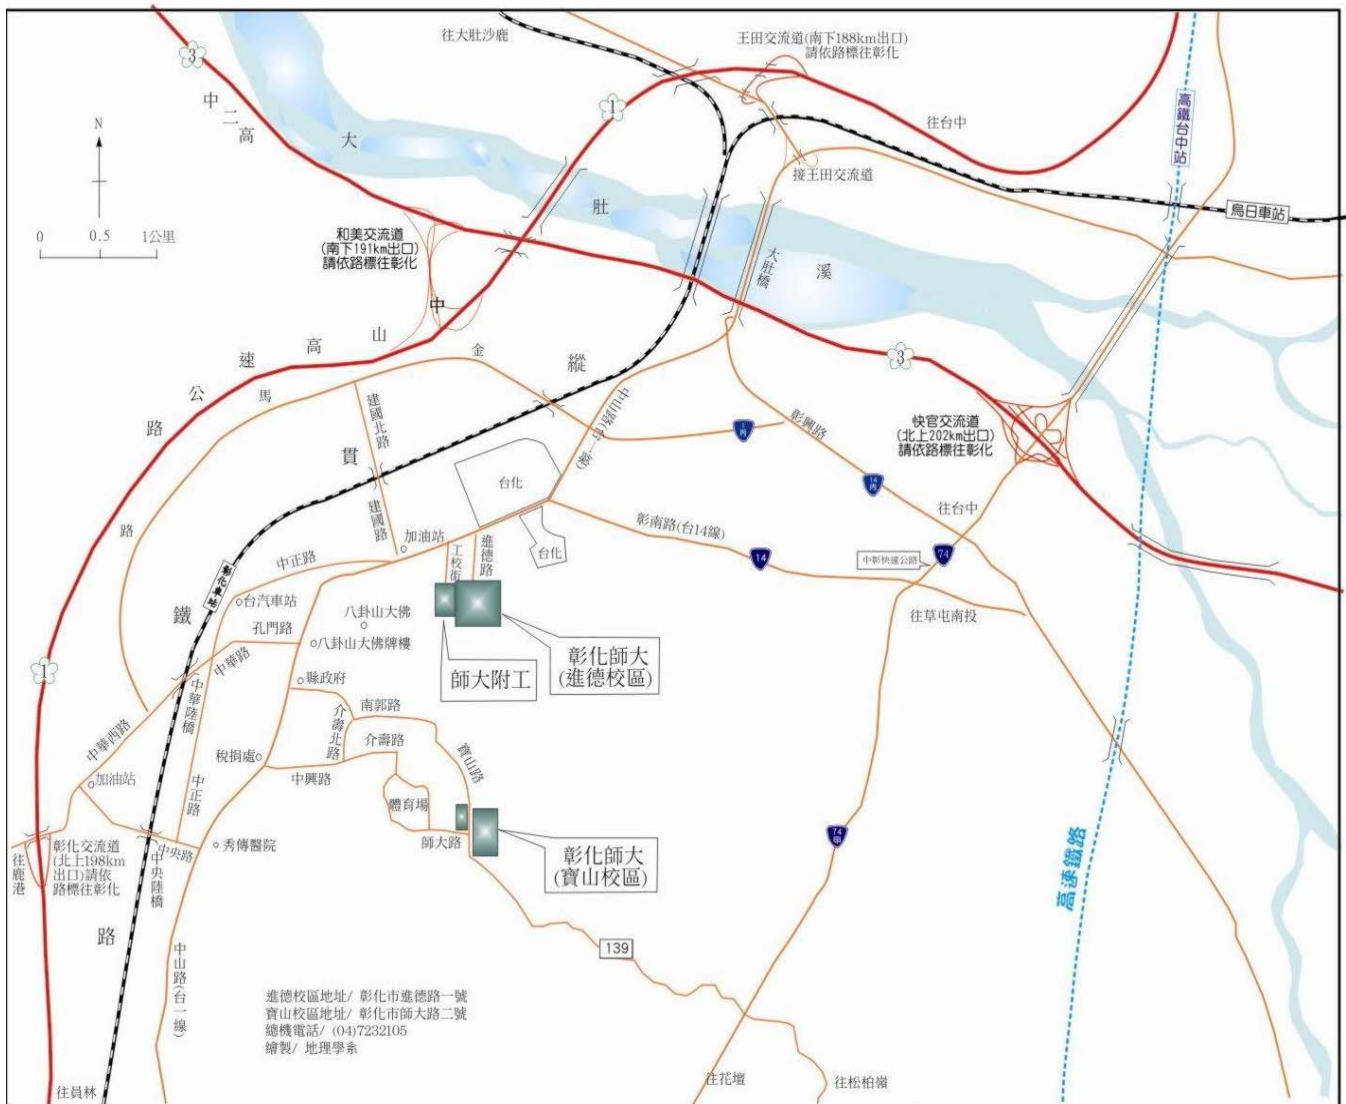 往大肚沙鹿
王田交流道(南下188km出口)
請依路標往彰化
3
中二高
1
高鐵台中站
往台中
N
大肚溪
接王田交流道
烏日車站
0 0.5 1公里
和美交流道
(南下191km出口)
請依路標往彰化
大肚橋
中山高速公路
中
3
金馬路
縱貫鐵路
建國北路
中山路(台一線)
1丙
彰興路
快官交流道
(北上202km出口)
請依路標往彰化
台化
14丙
往台中
建國路
加油站
彰南路(台14線)
工校街
進德路
台化
14
中彰快速公路
74
中正路
彰化車站
台汽車站
八卦山大佛
往草屯南投
孔門路
八卦山大佛牌樓
彰化師大
(進德校區)
師大附工
1
中華路
縣政府
中華陸橋
南郭路
介壽北路
介壽路
寶山路
中華西路
稅捐處
加油站
中興路
中正路
體育場
74甲
師大路
彰化師大
(寶山校區)
彰化交流道
(北上198km
出口)請依
路標往彰化
往鹿港
中央路
秀傳醫院
中央陸橋
高速鐵路
139
中山路(台一線)
進德校區地址/ 彰化市進德路一號
寶山校區地址/ 彰化市師大路二號
總機電話/ (04)7232105
繪製/ 地理學系
往員林
往花壇
往松柏嶺